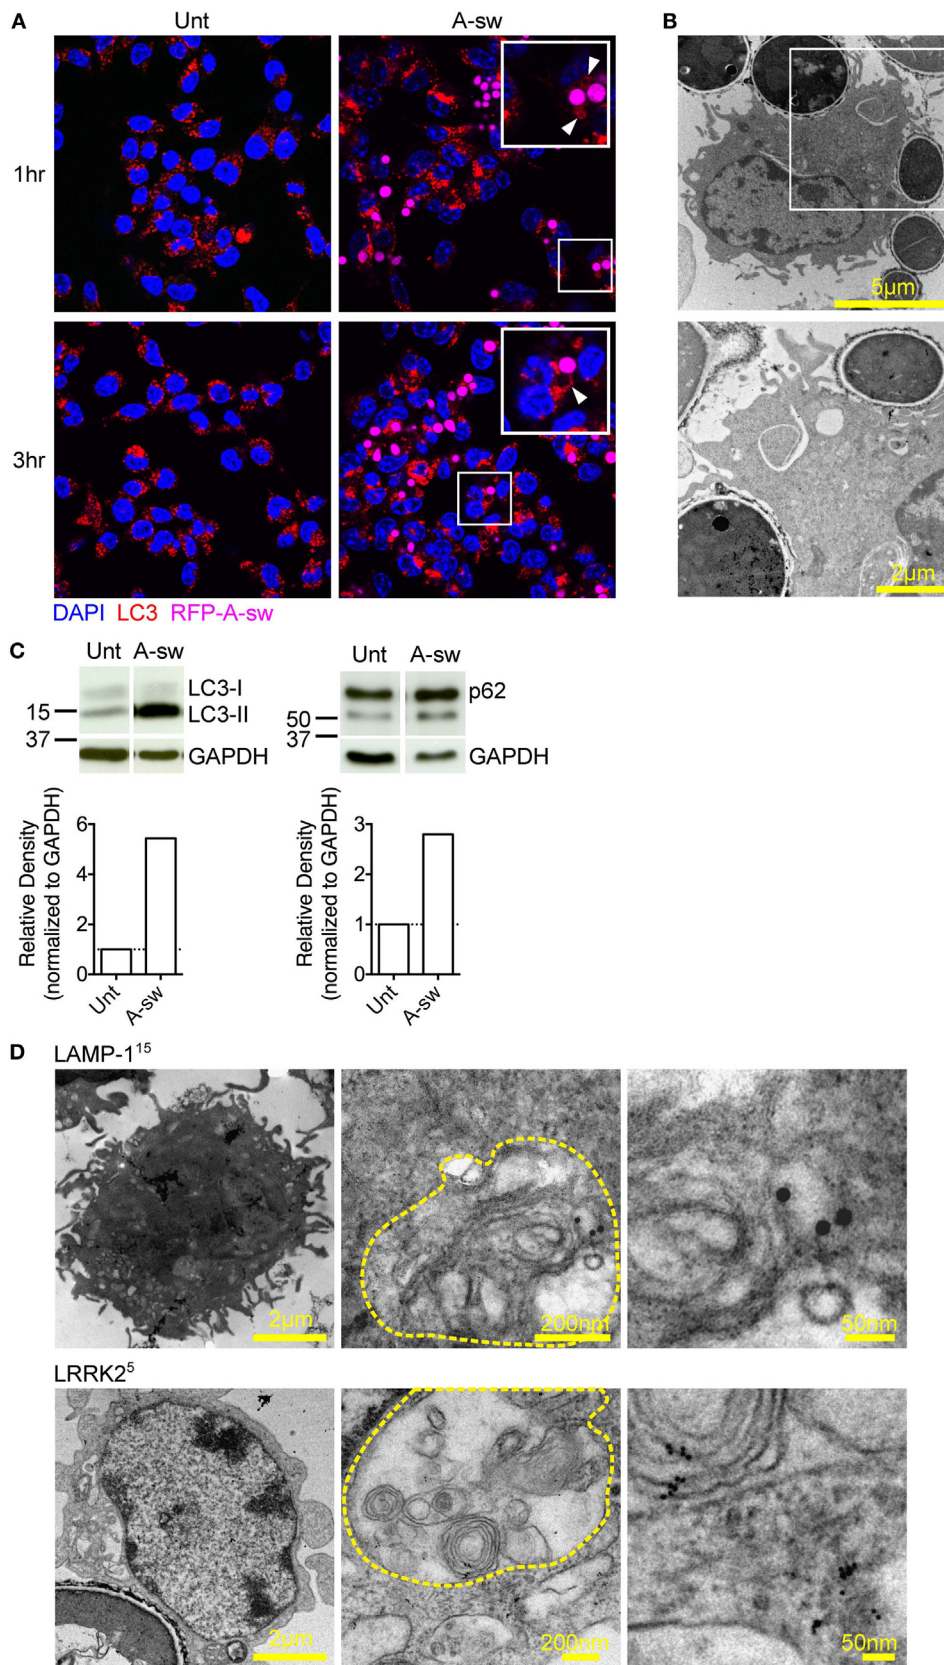 A
Unt
A-sw
1hr
3hr
DAPI LC3 RFP-A-sw
B
5µm
2µm
C
Unt A-sw
LC3-I
LC3-II
15
37
GAPDH
Unt A-sw
p62
50
37
GAPDH
Relative Density
(normalized to GAPDH)
6
4
2
0
Unt
A-sw
Relative Density
(normalized to GAPDH)
3
2
1
0
Unt
A-sw
D
LAMP-1¹⁵
2µm
200nm
50nm
LRRK2⁵
2µm
200nm
50nm